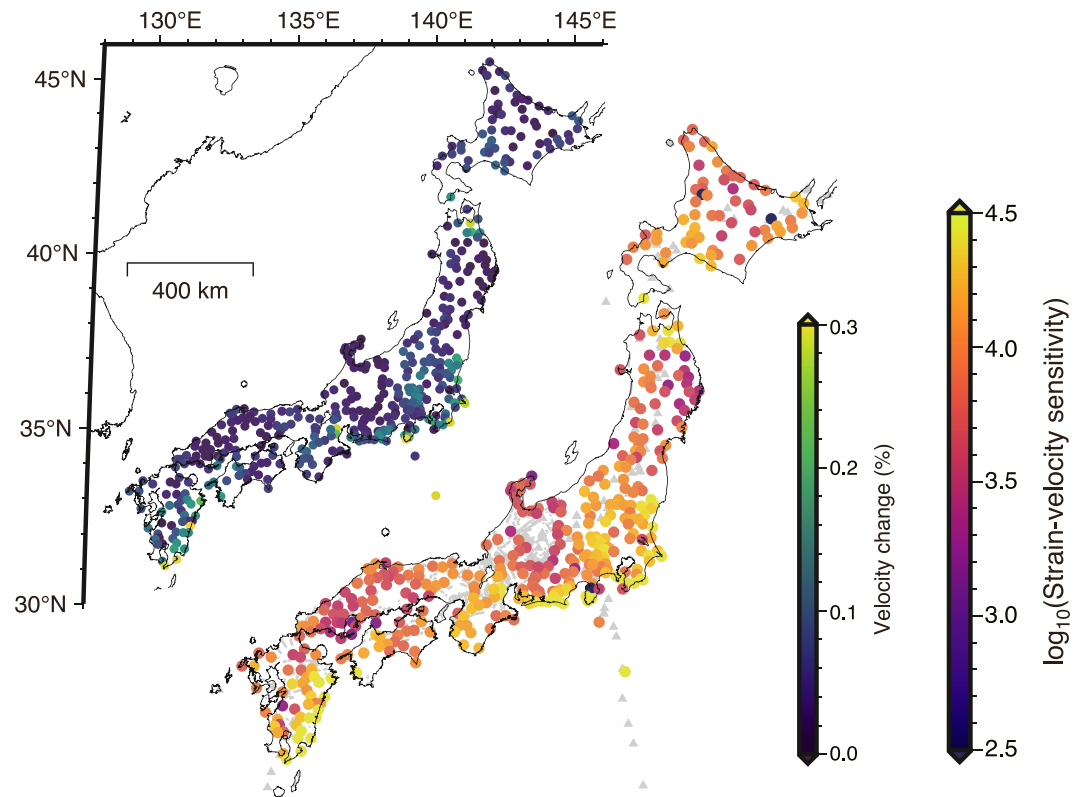 130°E 135°E 140°E 145°E
45°N
40°N
35°N
30°N
400 km
0.3
0.2
0.1
0.0
Velocity change (%)
4.5
4.0
3.5
3.0
2.5
log10(Strain-velocity sensitivity)